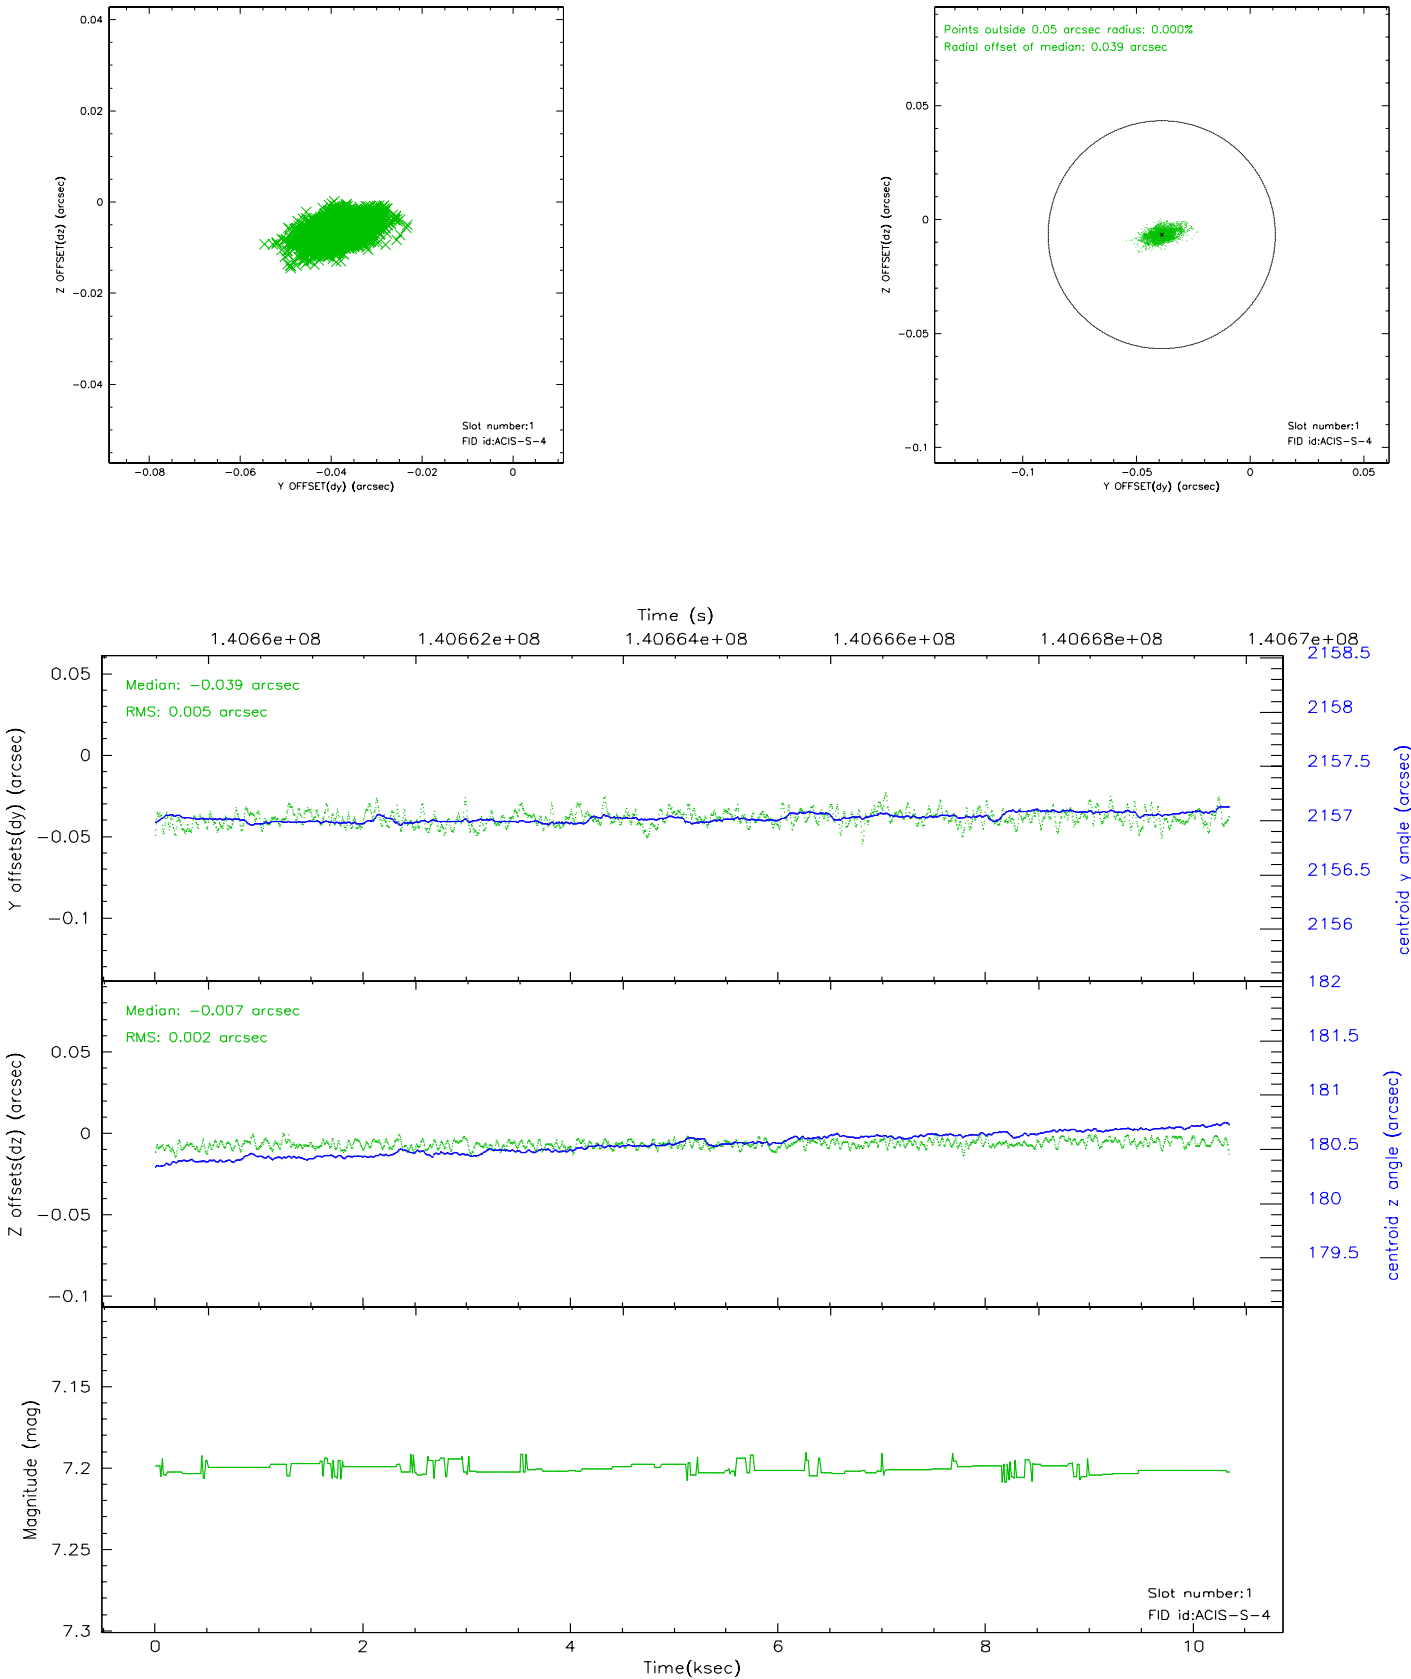 0.04
0.02
0
−0.02
−0.04
Z OFFSET(dz) (arcsec)
−0.08 −0.06 −0.04 −0.02 0
Y OFFSET(dy) (arcsec)
Slot number:1
FID id:ACIS−S−4
Points outside 0.05 arcsec radius: 0.000%
Radial offset of median: 0.039 arcsec
0.05
0
−0.05
−0.1
Z OFFSET(dz) (arcsec)
−0.1 −0.05 0 0.05
Y OFFSET(dy) (arcsec)
Slot number:1
FID id:ACIS−S−4
Time (s)
1.4066e+08 1.40662e+08 1.40664e+08 1.40666e+08 1.40668e+08 1.4067e+08
Median: −0.039 arcsec
RMS: 0.005 arcsec
0.05
0
−0.05
−0.1
Y offsets(dy) (arcsec)
2158.5
2158
2157.5
2157
2156.5
2156
centroid y angle (arcsec)
Median: −0.007 arcsec
RMS: 0.002 arcsec
0.05
0
−0.05
−0.1
Z offsets(dz) (arcsec)
182
181.5
181
180.5
180
179.5
centroid z angle (arcsec)
7.15
7.2
7.25
7.3
Magnitude (mag)
Slot number:1
FID id:ACIS−S−4
0 2 4 6 8 10
Time(ksec)